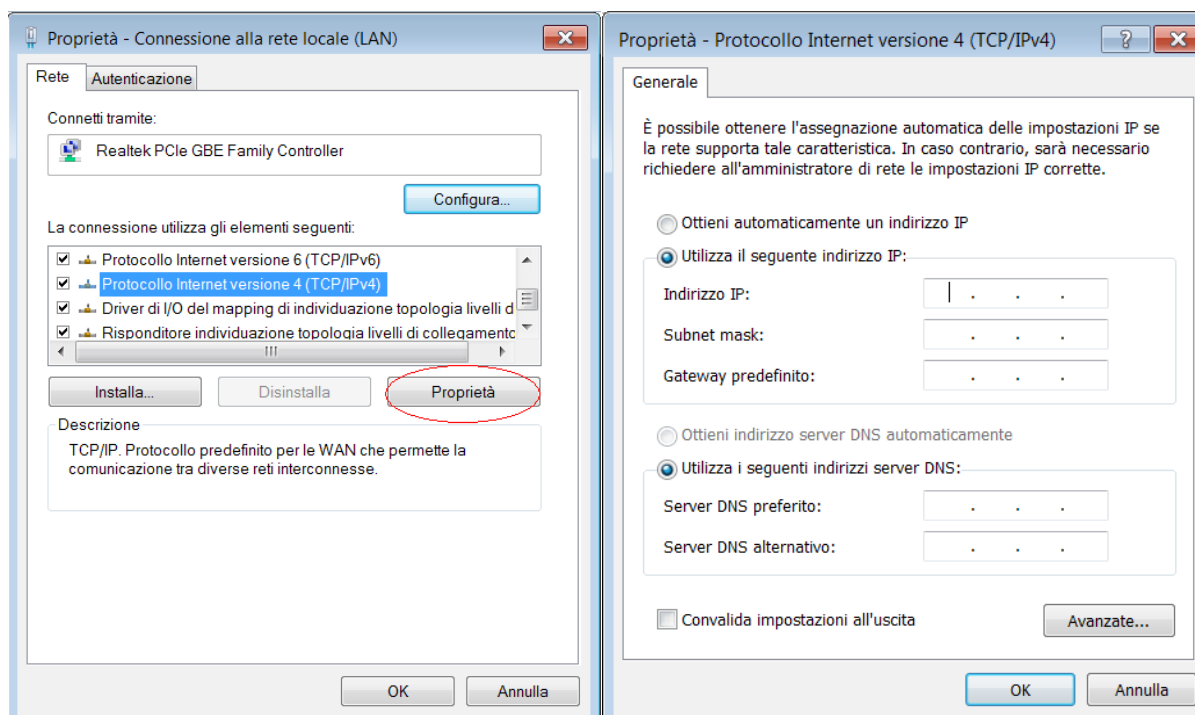 Proprietà - Connessione alla rete locale (LAN)
Rete
Autenticazione
Connetti tramite:
Realtek PCIe GBE Family Controller
Configura...
La connessione utilizza gli elementi seguenti:
Protocollo Internet versione 6 (TCP/IPv6)
Protocollo Internet versione 4 (TCP/IPv4)
Driver di I/O del mapping di individuazione topologia livelli d
Risponditore individuazione topologia livelli di collegamento
Installa...
Disinstalla
Proprietà
Descrizione
TCP/IP. Protocollo predefinito per le WAN che permette la
comunicazione tra diverse reti interconnesse.
OK
Annulla
Proprietà - Protocollo Internet versione 4 (TCP/IPv4)
Generale
È possibile ottenere l'assegnazione automatica delle impostazioni IP se
la rete supporta tale caratteristica. In caso contrario, sarà necessario
richiedere all'amministratore di rete le impostazioni IP corrette.
Ottieni automaticamente un indirizzo IP
Utilizza il seguente indirizzo IP:
Indirizzo IP: . . .
Subnet mask: . . .
Gateway predefinito: . . .
Ottieni indirizzo server DNS automaticamente
Utilizza i seguenti indirizzi server DNS:
Server DNS preferito: . . .
Server DNS alternativo: . . .
Convalida impostazioni all'uscita
Avanzate...
OK
Annulla